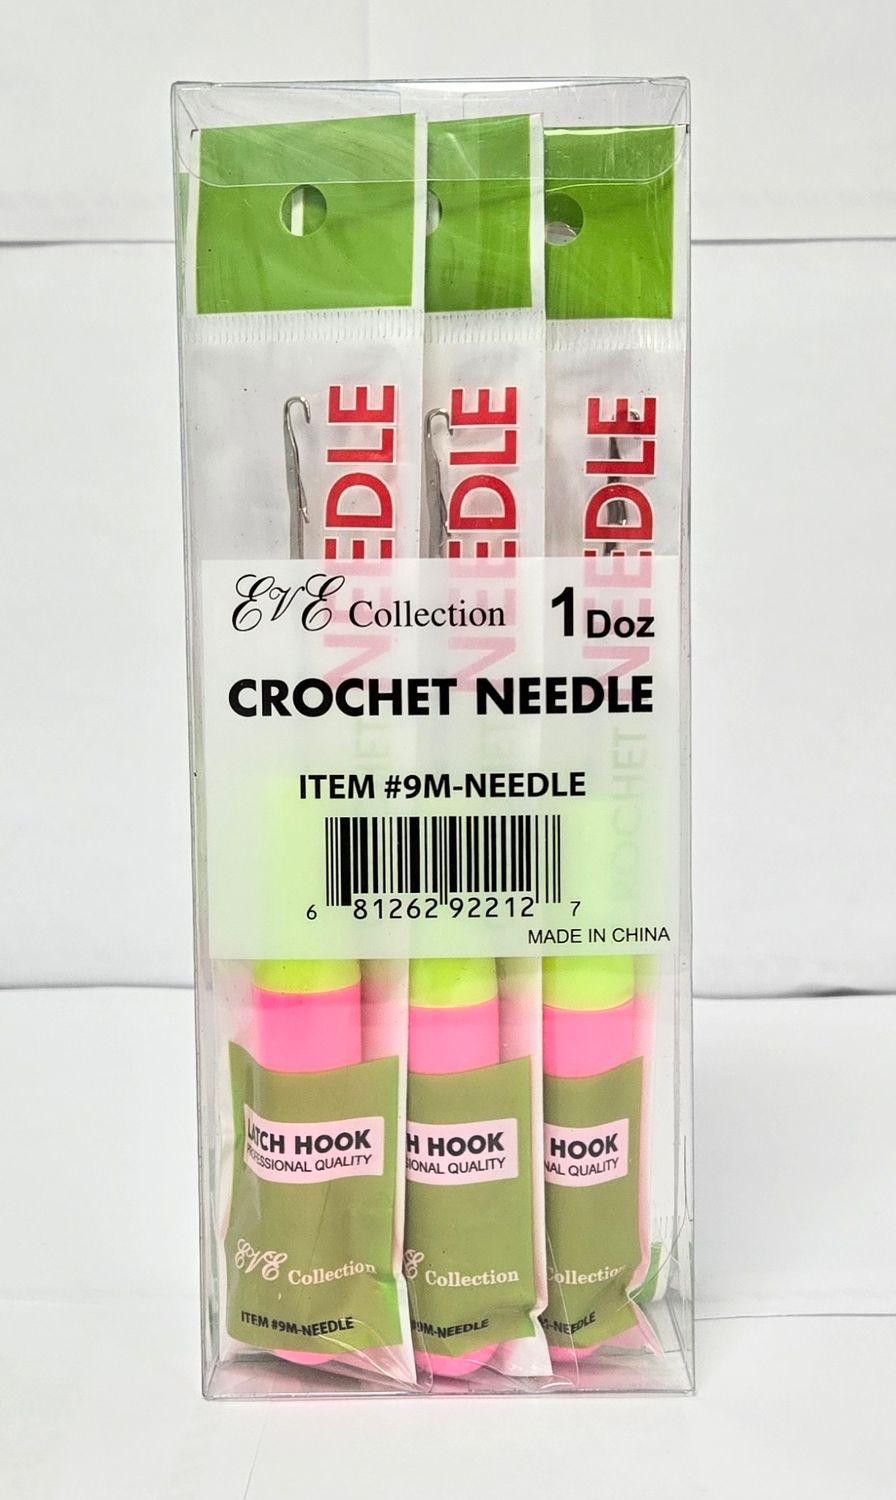 NEEDLE
NEEDLE
NEEDLE
EVE Collection
1 Doz
CROCHET NEEDLE
ITEM #9M-NEEDLE
6 81262 92212 7
MADE IN CHINA
CROCHET
LATCH HOOK
PROFESSIONAL QUALITY
EVE Collection
ITEM #9M-NEEDLE
H HOOK
IONAL QUALITY
E Collection
#9M-NEEDLE
HOOK
NAL QUALITY
Collection
M-NEEDLE